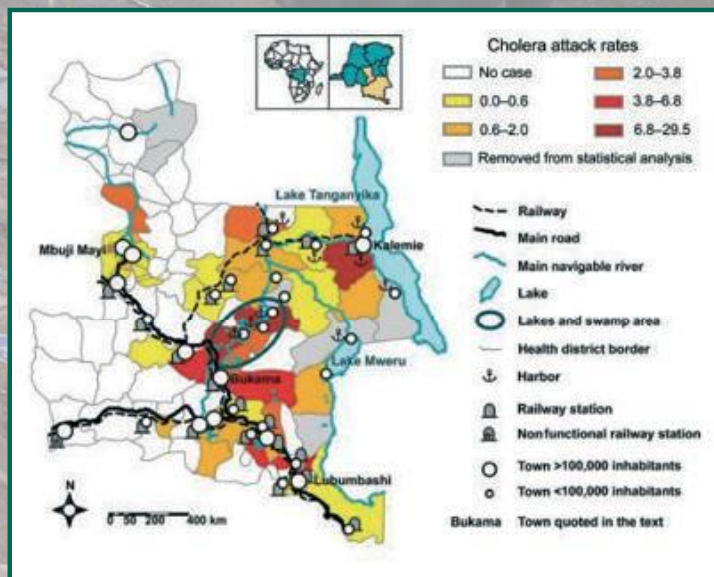 Cholera attack rates
No case
0.0–0.6
0.6–2.0
2.0–3.8
3.8–6.8
6.8–29.5
Removed from statistical analysis
Lake Tanganyika
Mbuji Mayi
Kalemie
Lake Mweru
Bukama
Lubumbashi
N
0 50 200 400 km
Railway
Main road
Main navigable river
Lake
Lakes and swamp area
Health district border
Harbor
Railway station
Nonfunctional railway station
Town >100,000 inhabitants
Town <100,000 inhabitants
Bukama Town quoted in the text